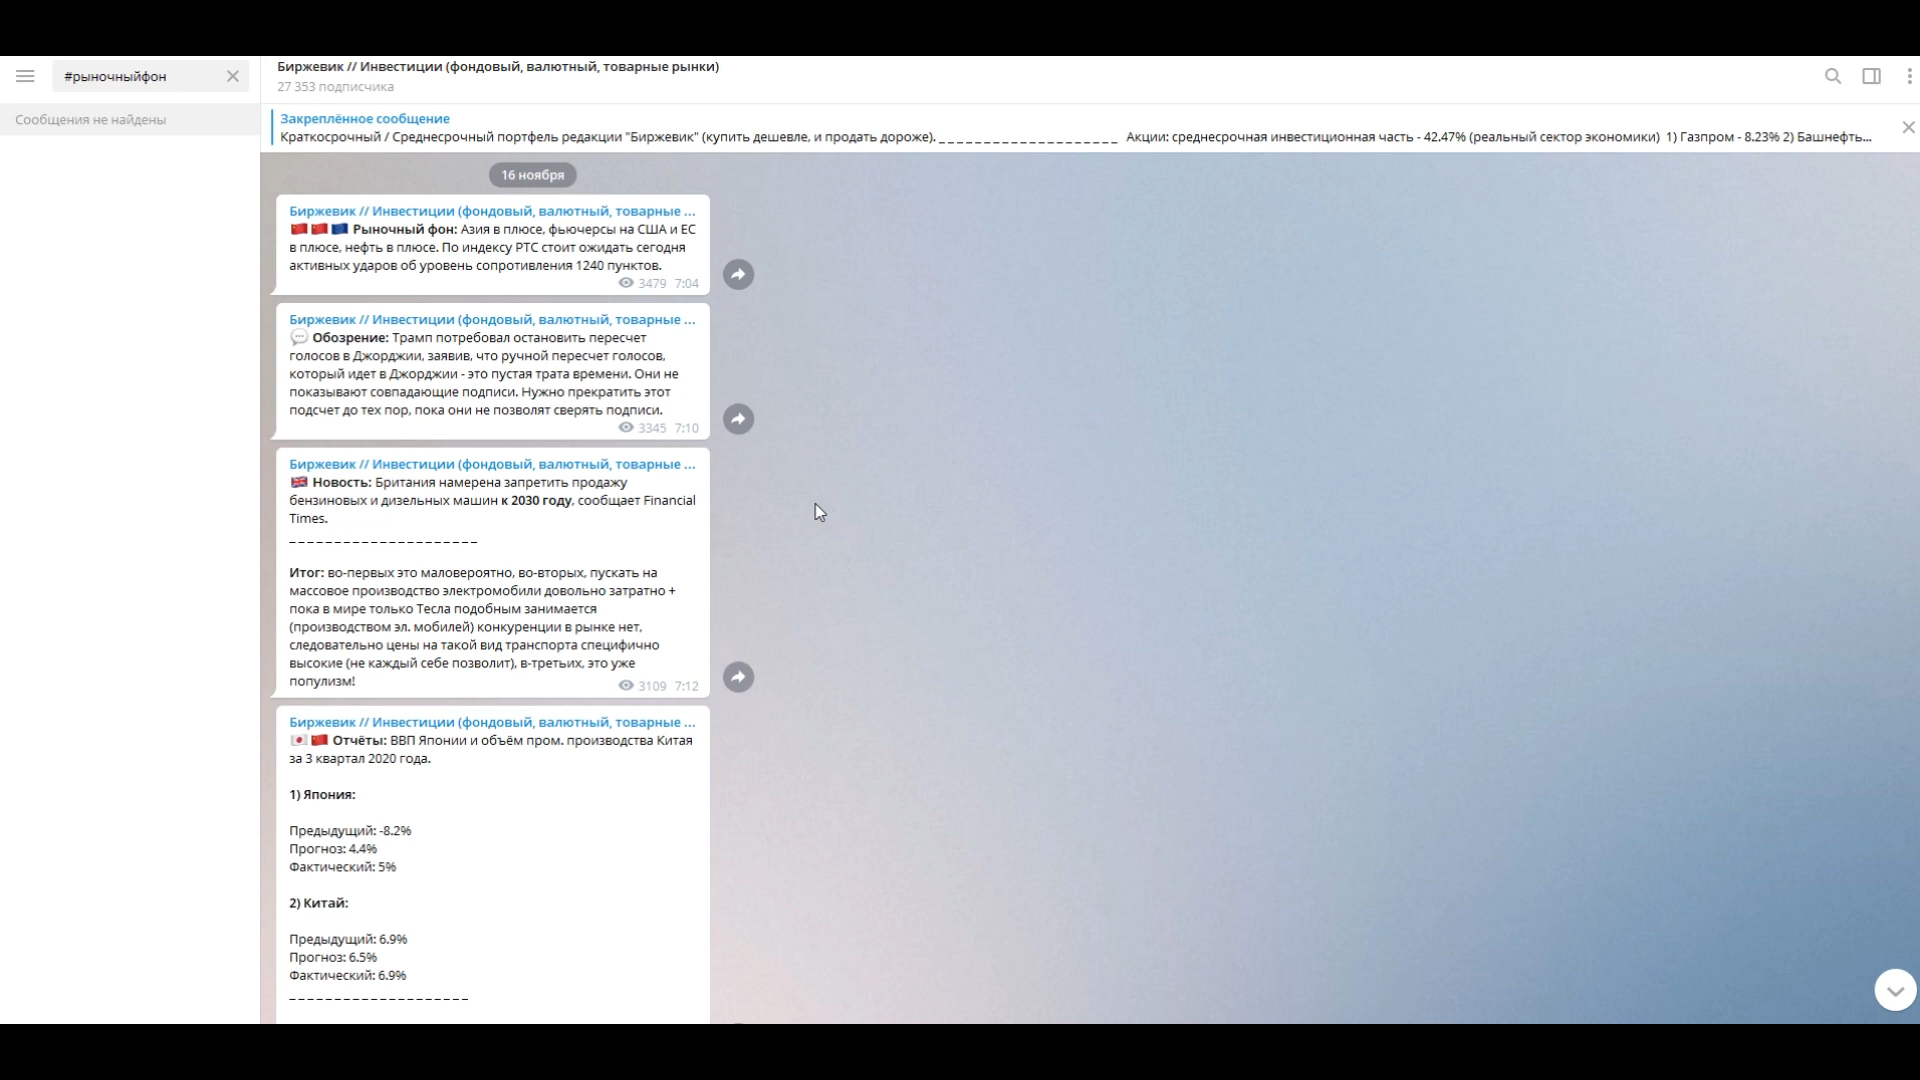 #рыночныйфон
Сообщения не найдены
Биржевик // Инвестиции (фондовый, валютный, товарные рынки)
27 353 подписчика
Закреплённое сообщение
Краткосрочный / Среднесрочный портфель редакции "Биржевик" (купить дешевле, и продать дороже). _ _ _ _ _ _ _ _ _ _ _ _ _ _ _ _ _ _ _ _ Акции: среднесрочная инвестиционная часть - 42.47% (реальный сектор экономики) 1) Газпром - 8.23% 2) Башнефть...
16 ноября
Биржевик // Инвестиции (фондовый, валютный, товарные ...
Рыночный фон: Азия в плюсе, фьючерсы на США и ЕС
в плюсе, нефть в плюсе. По индексу РТС стоит ожидать сегодня
активных ударов об уровень сопротивления 1240 пунктов.
3479 7:04
Биржевик // Инвестиции (фондовый, валютный, товарные ...
Обозрение: Трамп потребовал остановить пересчет
голосов в Джорджии, заявив, что ручной пересчет голосов,
который идет в Джорджии - это пустая трата времени. Они не
показывают совпадающие подписи. Нужно прекратить этот
подсчет до тех пор, пока они не позволят сверять подписи.
3345 7:10
Биржевик // Инвестиции (фондовый, валютный, товарные ...
Новость: Британия намерена запретить продажу
бензиновых и дизельных машин к 2030 году, сообщает Financial
Times.
_ _ _ _ _ _ _ _ _ _ _ _ _ _ _ _ _ _ _ _ _
Итог: во-первых это маловероятно, во-вторых, пускать на
массовое производство электромобили довольно затратно +
пока в мире только Тесла подобным занимается
(производством эл. мобилей) конкуренции в рынке нет,
следовательно цены на такой вид транспорта специфично
высокие (не каждый себе позволит), в-третьих, это уже
популизм!
3109 7:12
Биржевик // Инвестиции (фондовый, валютный, товарные ...
Отчёты: ВВП Японии и объём пром. производства Китая
за 3 квартал 2020 года.
1) Япония:
Предыдущий: -8.2%
Прогноз: 4.4%
Фактический: 5%
2) Китай:
Предыдущий: 6.9%
Прогноз: 6.5%
Фактический: 6.9%
_ _ _ _ _ _ _ _ _ _ _ _ _ _ _ _ _ _ _ _